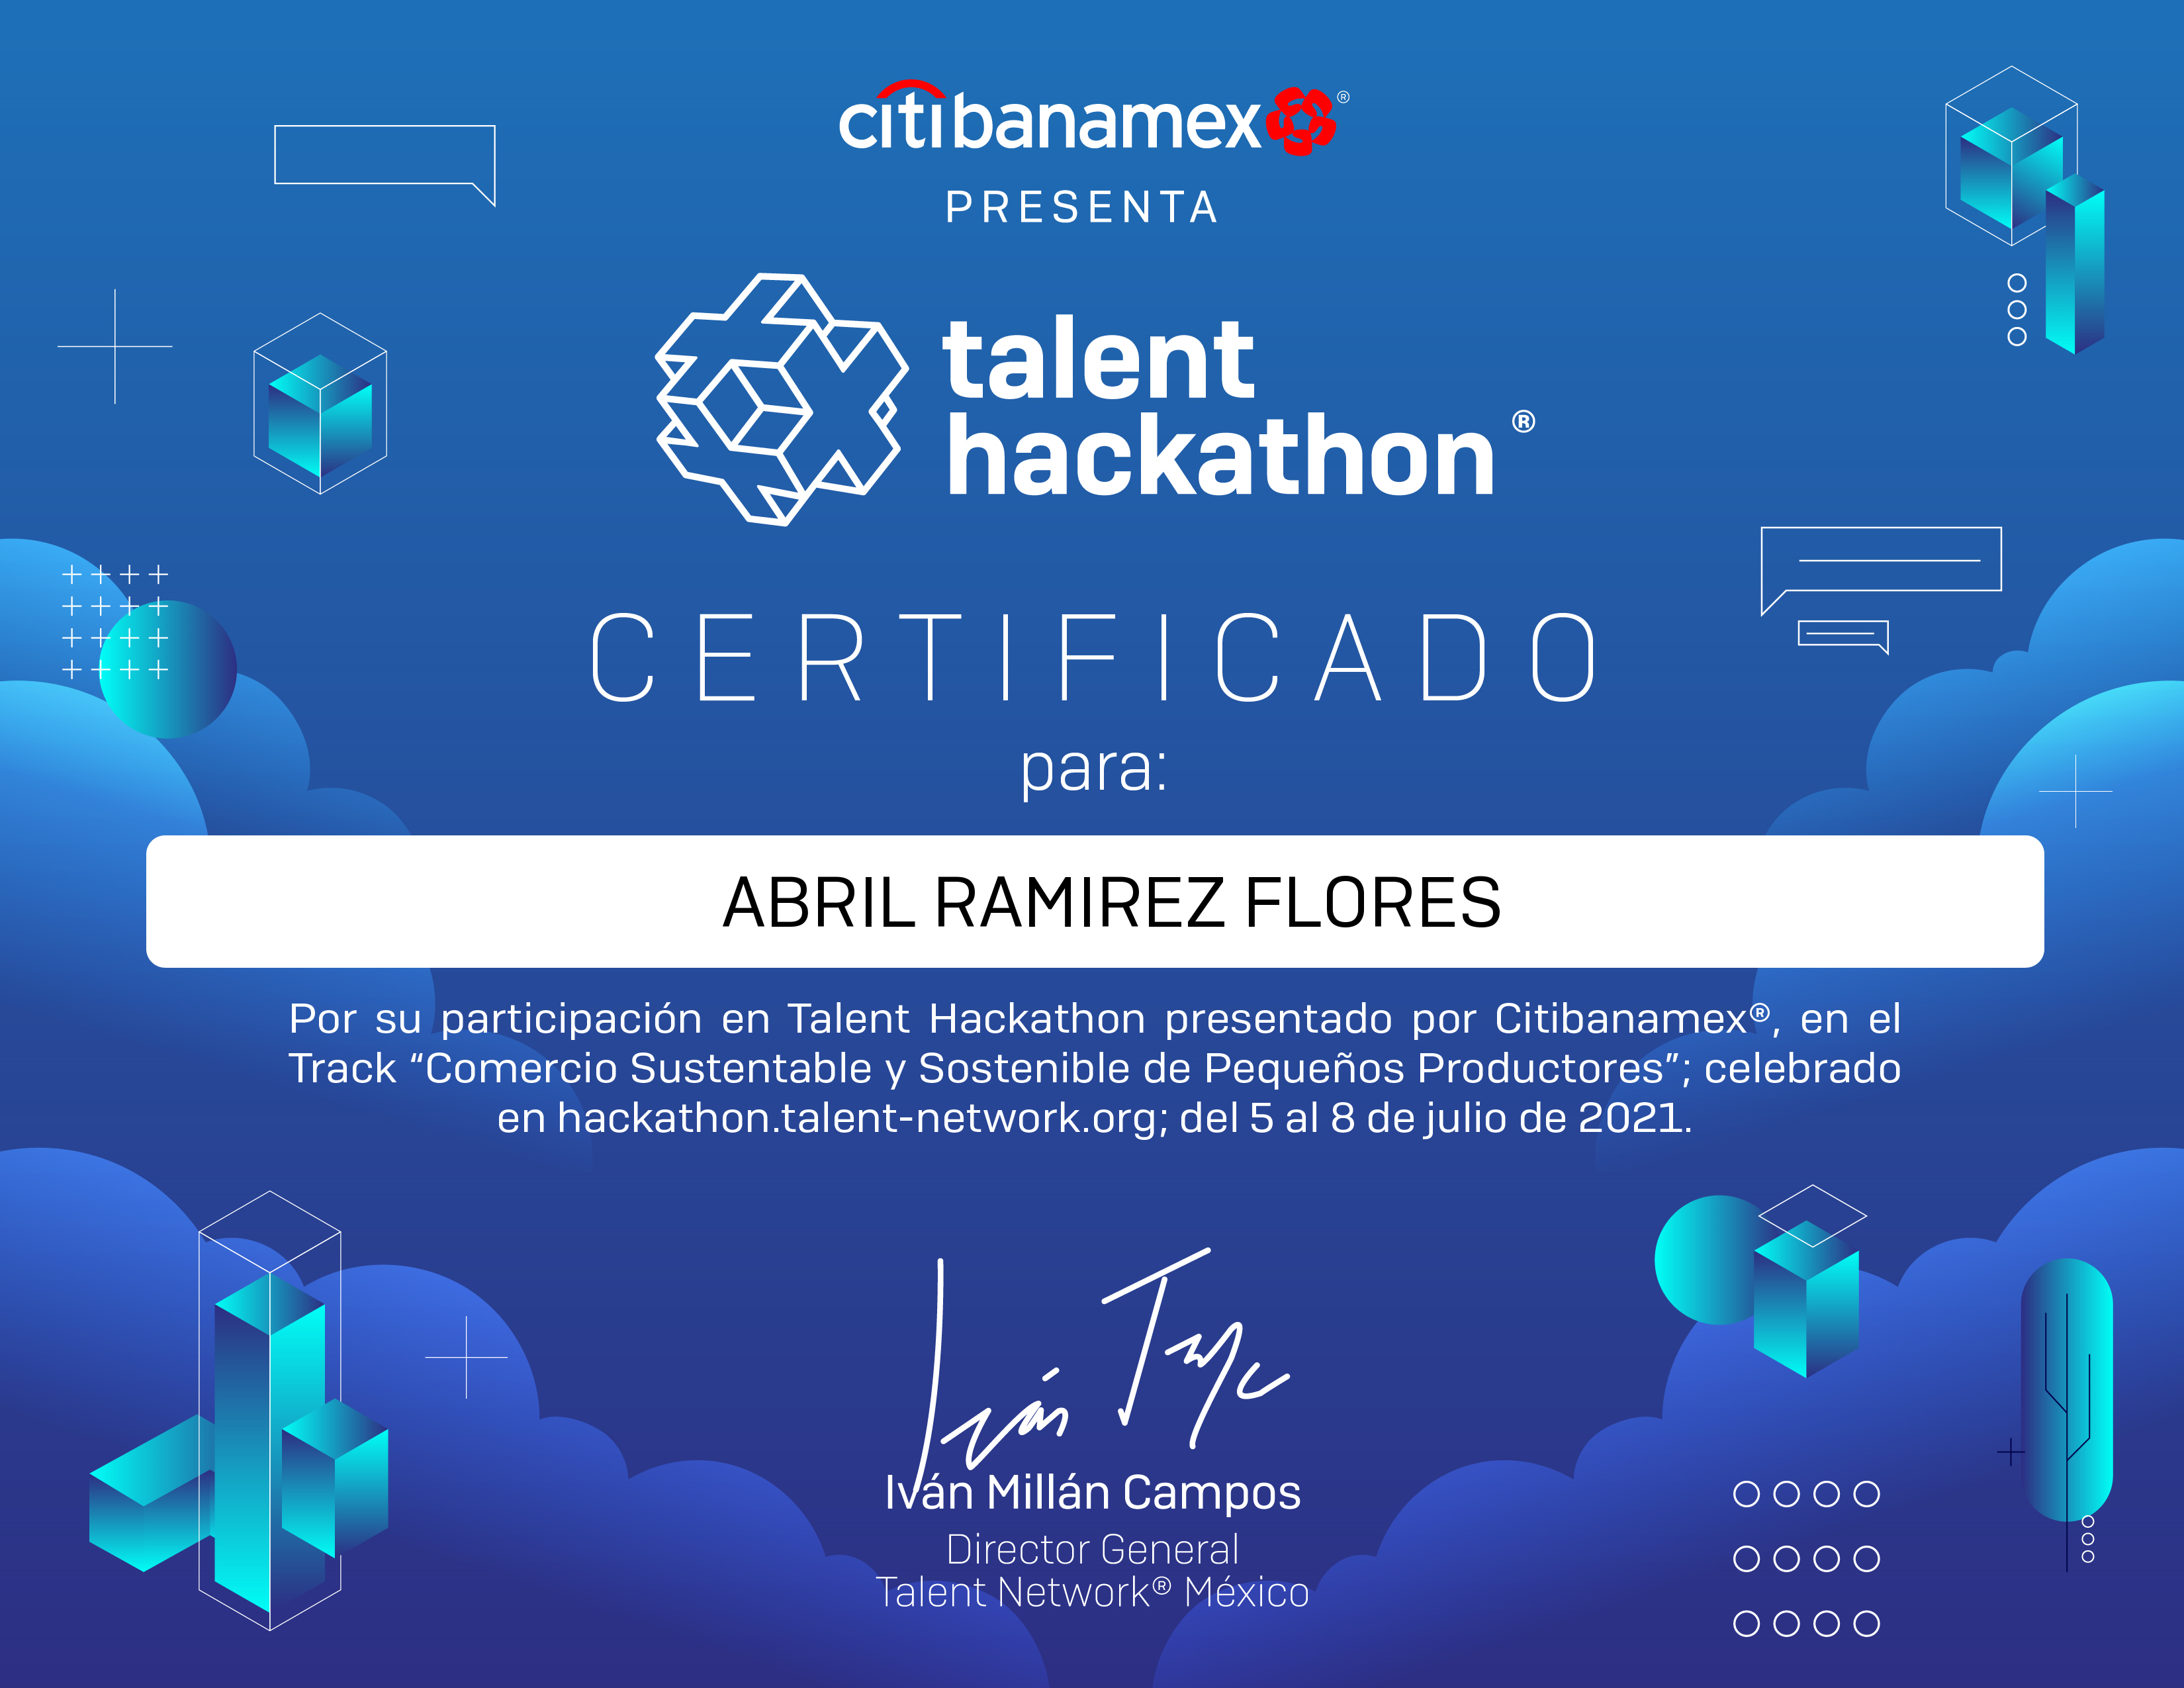 citibanamex®
PRESENTA
talent
hackathon®
CERTIFICADO
para:
ABRIL RAMIREZ FLORES
Por su participación en Talent Hackathon presentado por Citibanamex®, en el
Track “Comercio Sustentable y Sostenible de Pequeños Productores”; celebrado
en hackathon.talent-network.org; del 5 al 8 de julio de 2021.
Iván Millán Campos
Director General
Talent Network® México